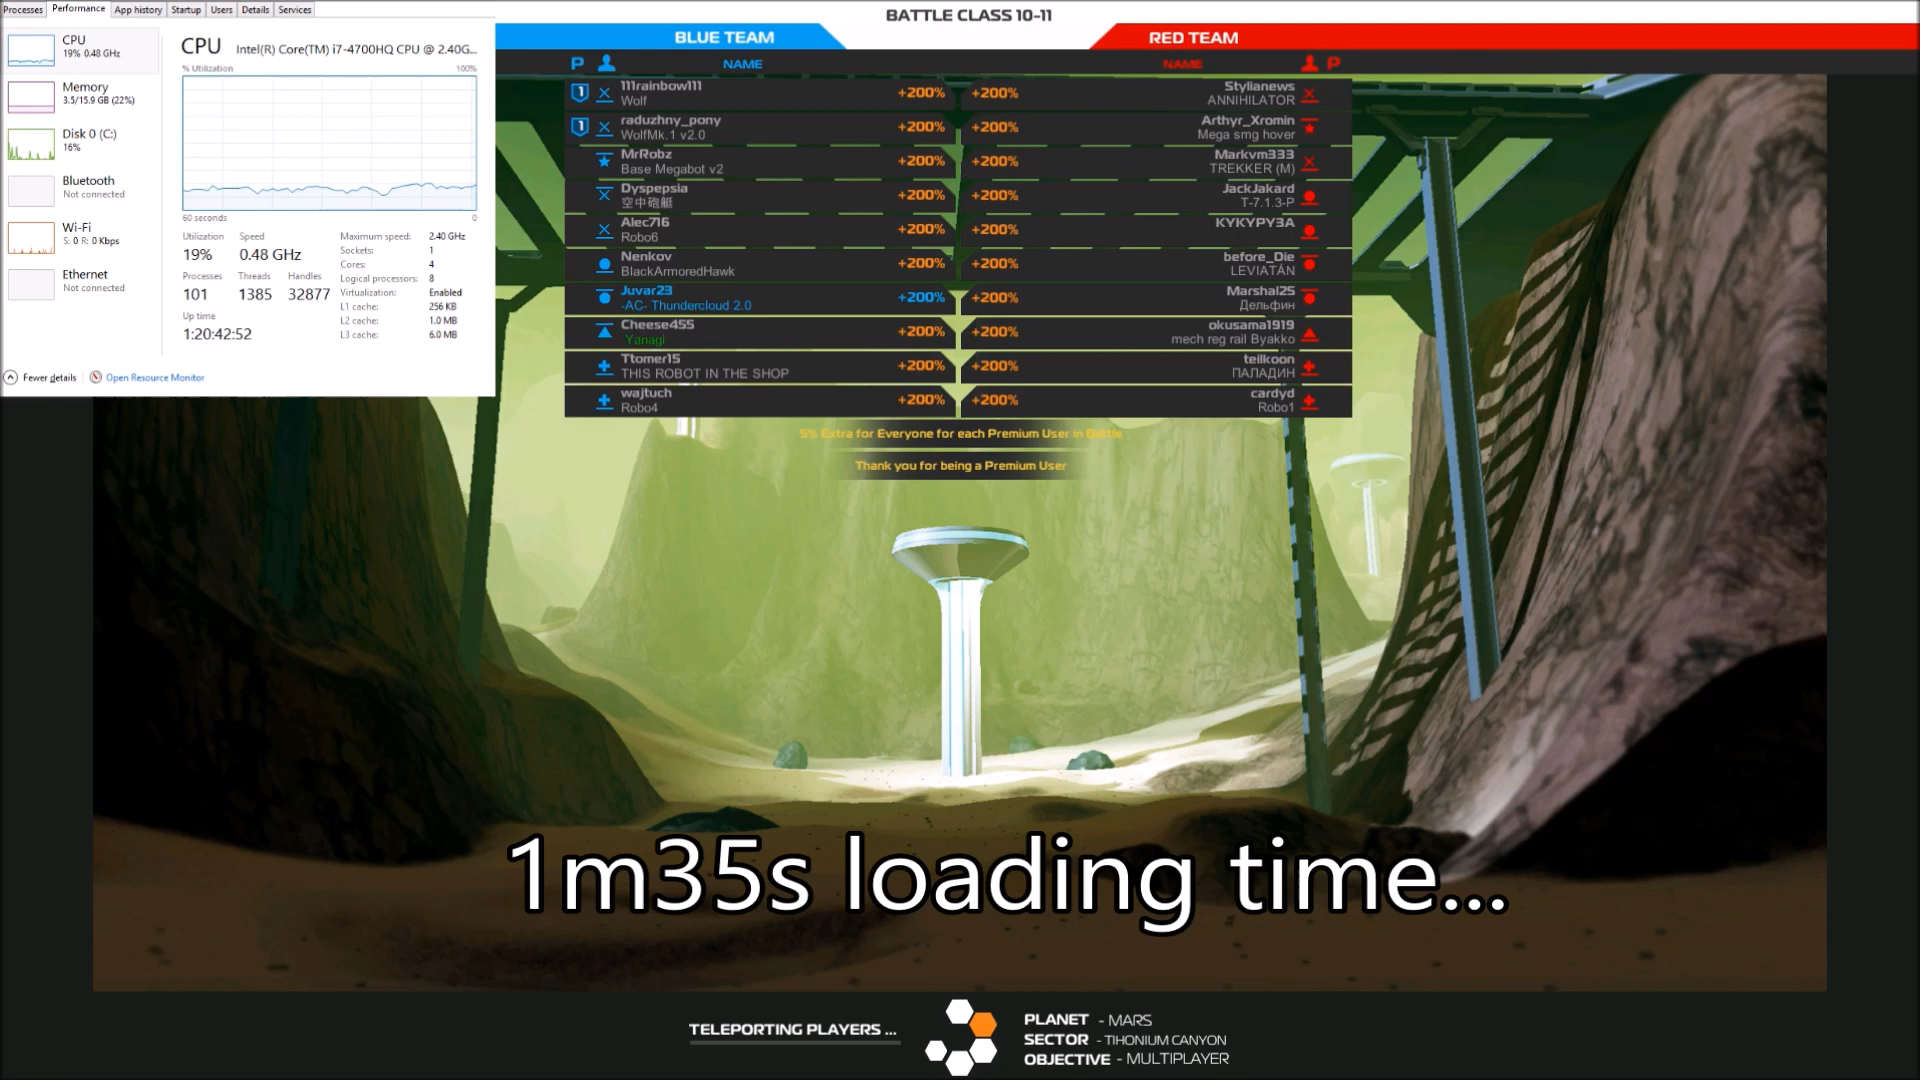 Processes Performance App history Startup Users Details Services
CPU
19% 0.48 GHz
Memory
3.5/15.9 GB (22%)
Disk 0 (C:)
16%
Bluetooth
Not connected
Wi-Fi
S: 0 R: 0 Kbps
Ethernet
Not connected
CPU Intel(R) Core(TM) i7-4700HQ CPU @ 2.40G...
% Utilization 100%
60 seconds 0
Utilization Speed
19% 0.48 GHz
Processes Threads Handles
101 1385 32877
Up time
1:20:42:52
Maximum speed: 2.40 GHz
Sockets: 1
Cores: 4
Logical processors: 8
Virtualization: Enabled
L1 cache: 256 KB
L2 cache: 1.0 MB
L3 cache: 6.0 MB
Fewer details Open Resource Monitor
BATTLE CLASS 10-11
BLUE TEAM RED TEAM
P NAME NAME P
1 111rainbow111 +200% +200% Stylianews
Wolf ANNIHILATOR
1 raduzhny_pony +200% +200% Arthyr_Xromin
WolfMk.1 v2.0 Mega smg hover
MrRobz +200% +200% Markvm333
Base Megabot v2 TREKKER (M)
Dyspepsia +200% +200% JackJakard
空中砲艇 T-7.1.3-P
Alec716 +200% +200% KYKYPY3A
Robo6
Nenkov +200% +200% before_Die
BlackArmoredHawk LEVIATÁN
Juvar23 +200% +200% Marshal25
-AC- Thundercloud 2.0 Дельфин
Cheese455 +200% +200% okusama1919
Yanagi mech reg rail Byakko
Ttomer15 +200% +200% teilkoon
THIS ROBOT IN THE SHOP ПАЛАДИН
wajtuch +200% +200% cardyd
Robo4 Robo1
5% Extra for Everyone for each Premium User in Battle
Thank you for being a Premium User
1m35s loading time...
TELEPORTING PLAYERS ...
PLANET - MARS
SECTOR - TIHONIUM CANYON
OBJECTIVE - MULTIPLAYER